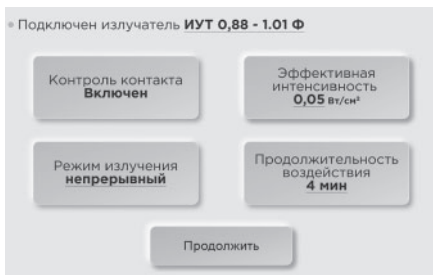 Подключен излучатель ИУТ 0,88 - 1.01 Ф
Контроль контакта
Включен
Эффективная
интенсивность
0,05 Вт/см²
Режим излучения
непрерывный
Продолжительность
воздействия
4 мин
Продолжить